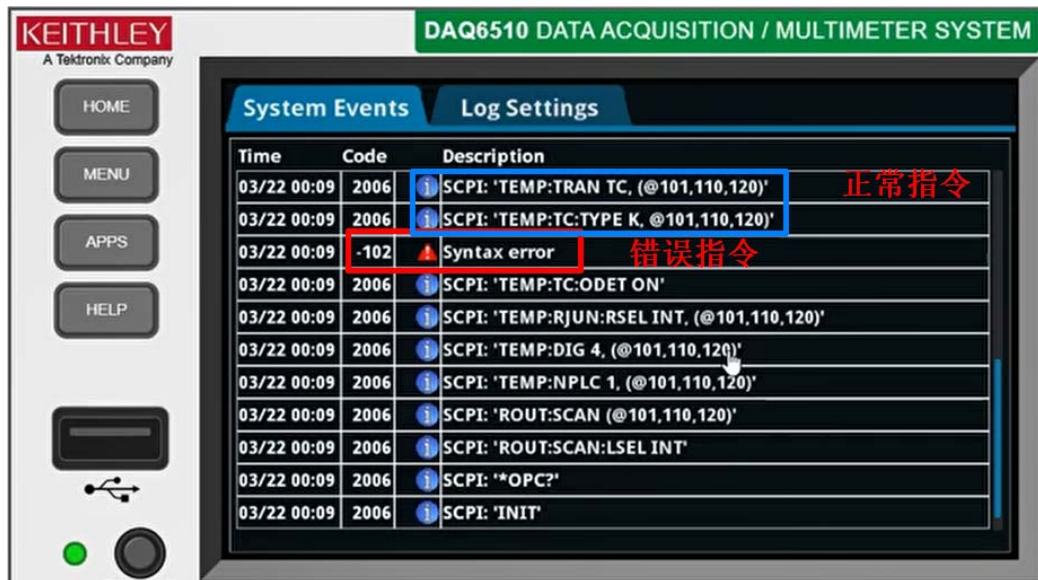 KEITHLEY
A Tektronix Company
DAQ6510 DATA ACQUISITION / MULTIMETER SYSTEM
HOME
MENU
APPS
HELP
System Events
Log Settings
Time Code Description
03/22 00:09 2006 SCPI: 'TEMP:TRAN TC, (@101,110,120)'
正常指令
03/22 00:09 2006 SCPI: 'TEMP:TC:TYPE K, @101,110,120)'
03/22 00:09 -102 Syntax error
错误指令
03/22 00:09 2006 SCPI: 'TEMP:TC:ODET ON'
03/22 00:09 2006 SCPI: 'TEMP:RJUN:RSEL INT, (@101,110,120)'
03/22 00:09 2006 SCPI: 'TEMP:DIG 4, (@101,110,120)'
03/22 00:09 2006 SCPI: 'TEMP:NPLC 1, (@101,110,120)'
03/22 00:09 2006 SCPI: 'ROUT:SCAN (@101,110,120)'
03/22 00:09 2006 SCPI: 'ROUT:SCAN:LSEL INT'
03/22 00:09 2006 SCPI: '*OPC?'
03/22 00:09 2006 SCPI: 'INIT'